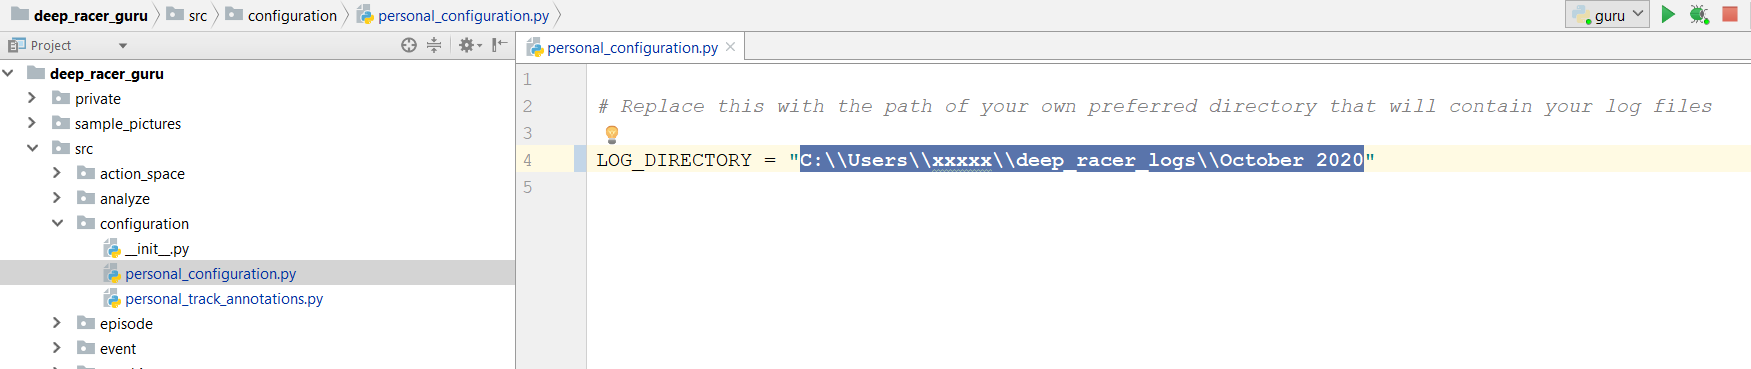 deep_racer_guru src configuration personal_configuration.py guru
Project personal_configuration.py
deep_racer_guru
private
sample_pictures
src
action_space
analyze
configuration
__init__.py
personal_configuration.py
personal_track_annotations.py
episode
event
1
2 # Replace this with the path of your own preferred directory that will contain your log files
3
4 LOG_DIRECTORY = "C:\\Users\\xxxxx\\deep_racer_logs\\October 2020"
5